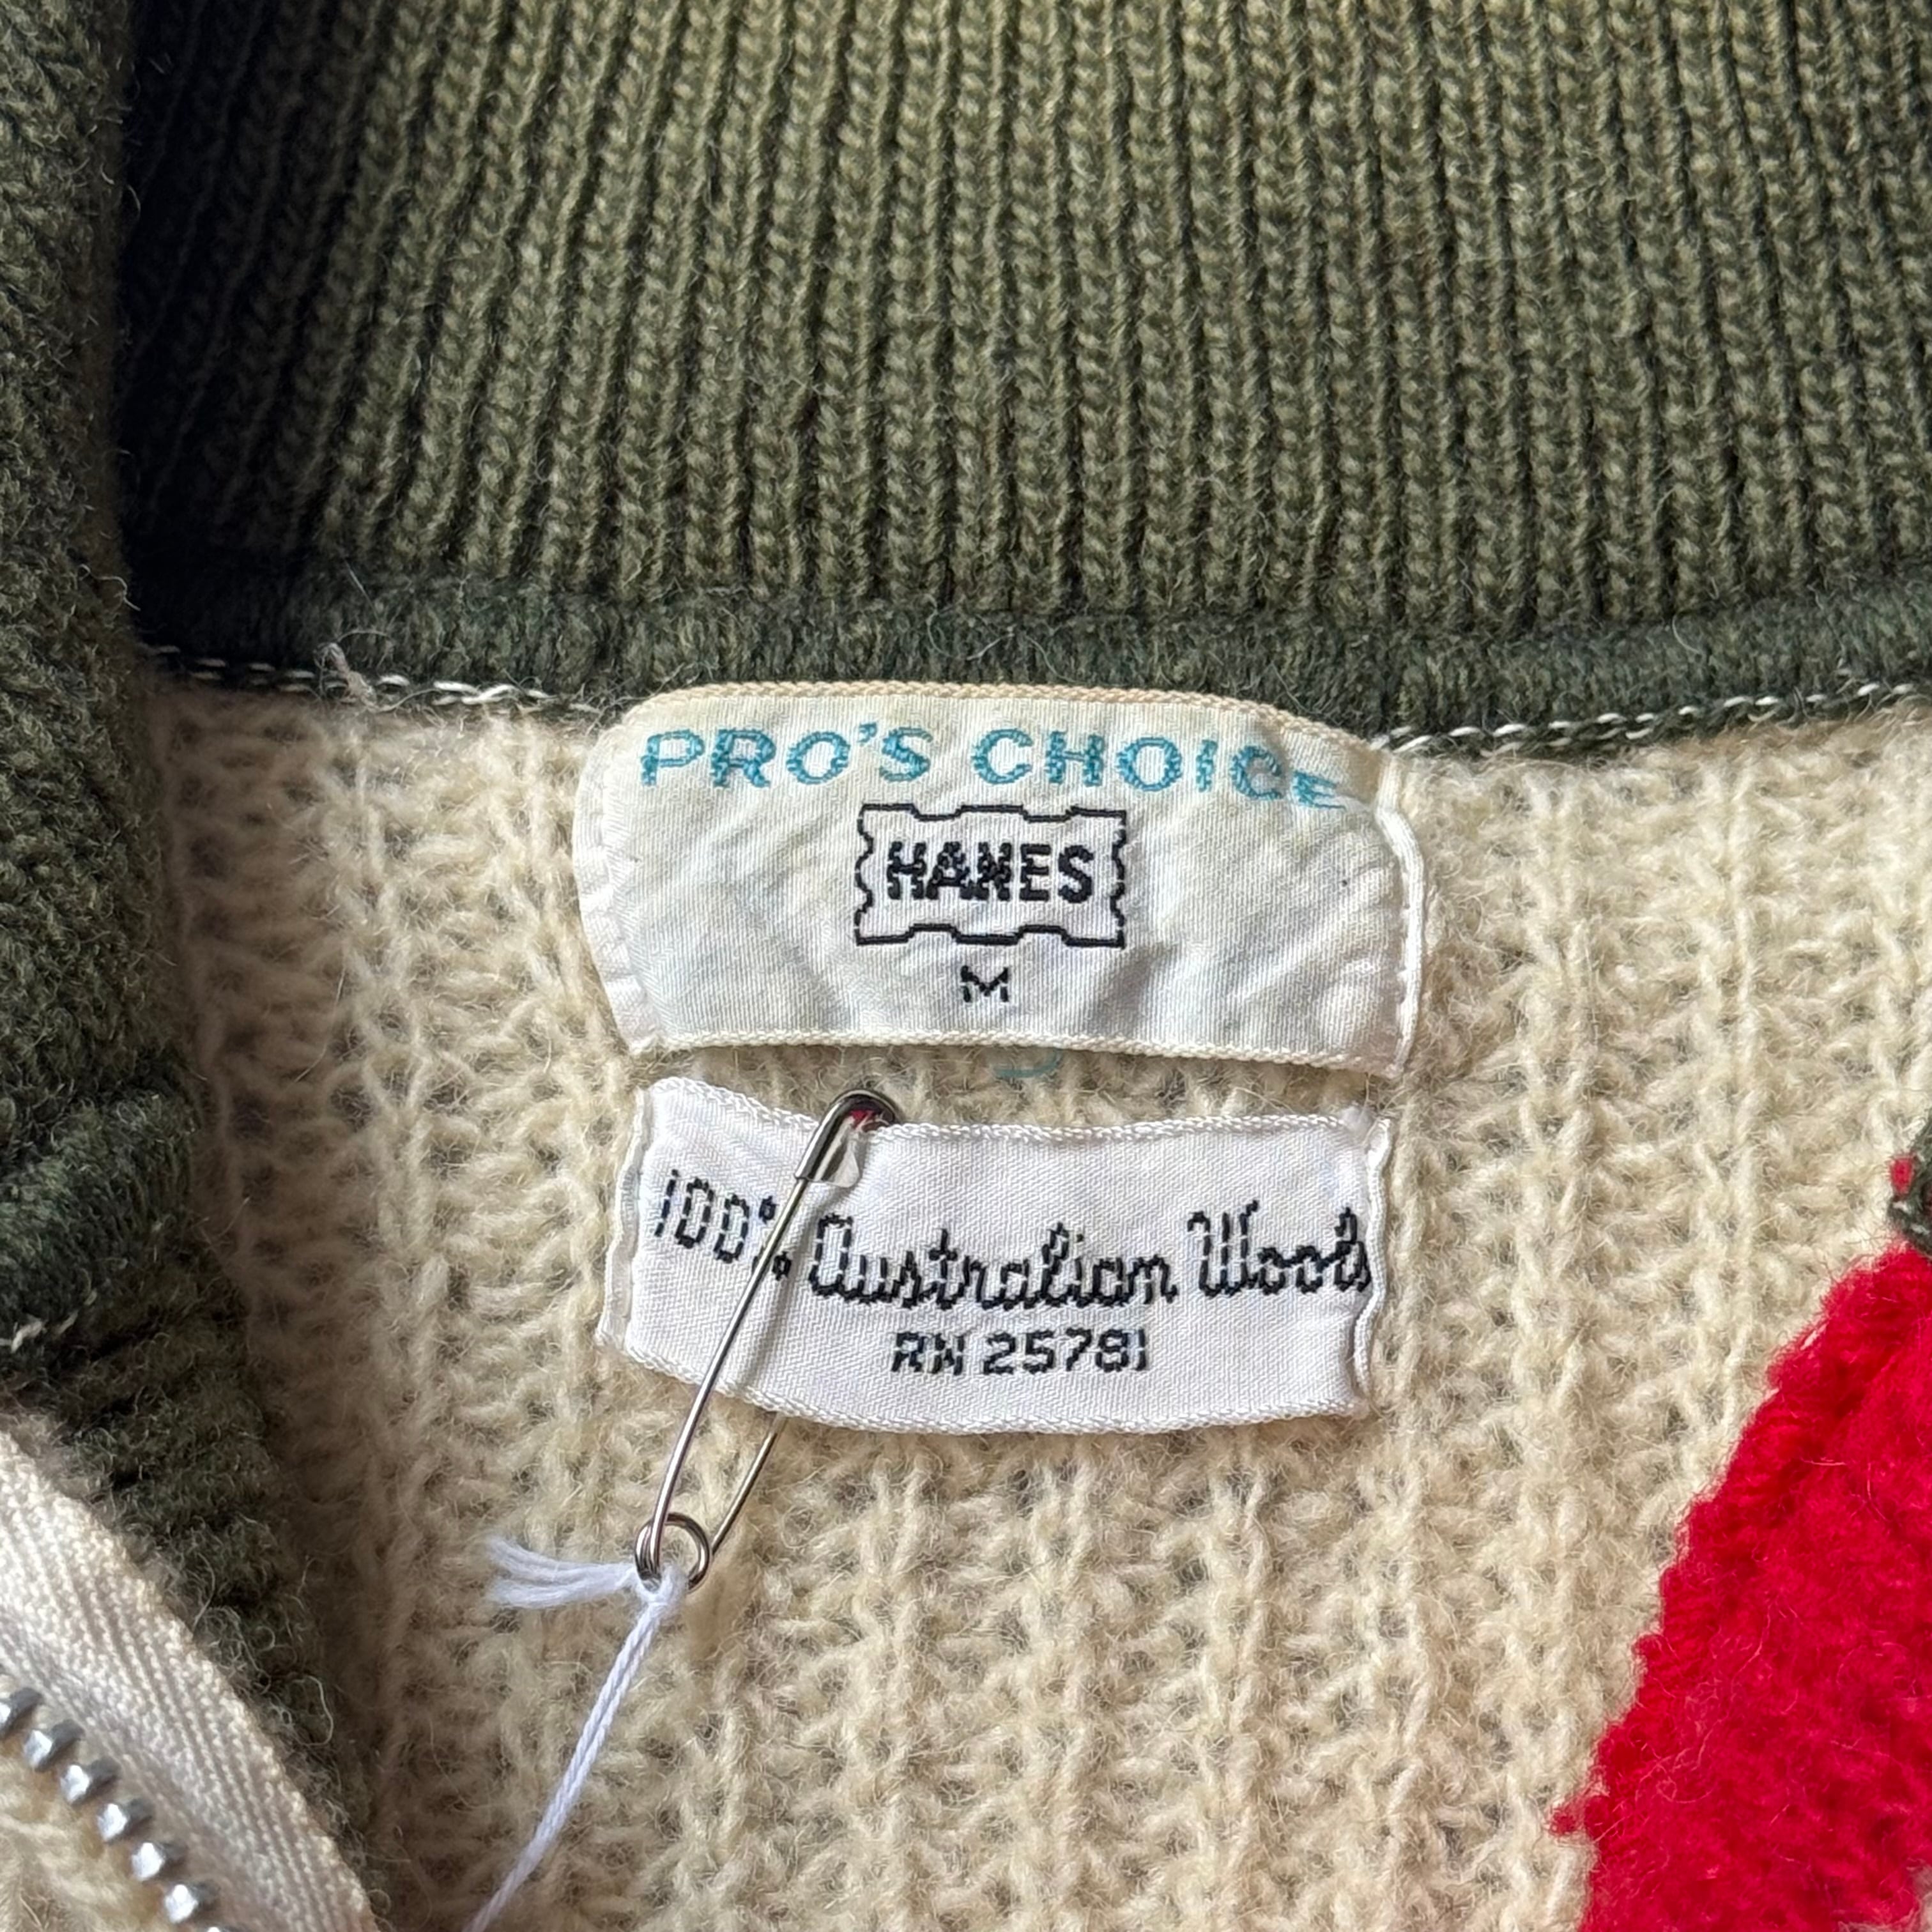 PRO'S CHOICE
HANES
M
100% Australian Wool
RN 25781